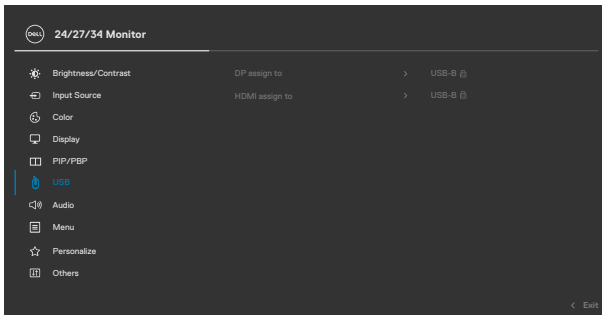 DELL 24/27/34 Monitor
Brightness/Contrast DP assign to > USB-B
Input Source HDMI assign to > USB-B
Color
Display
PIP/PBP
USB
Audio
Menu
Personalize
Others
< Exit